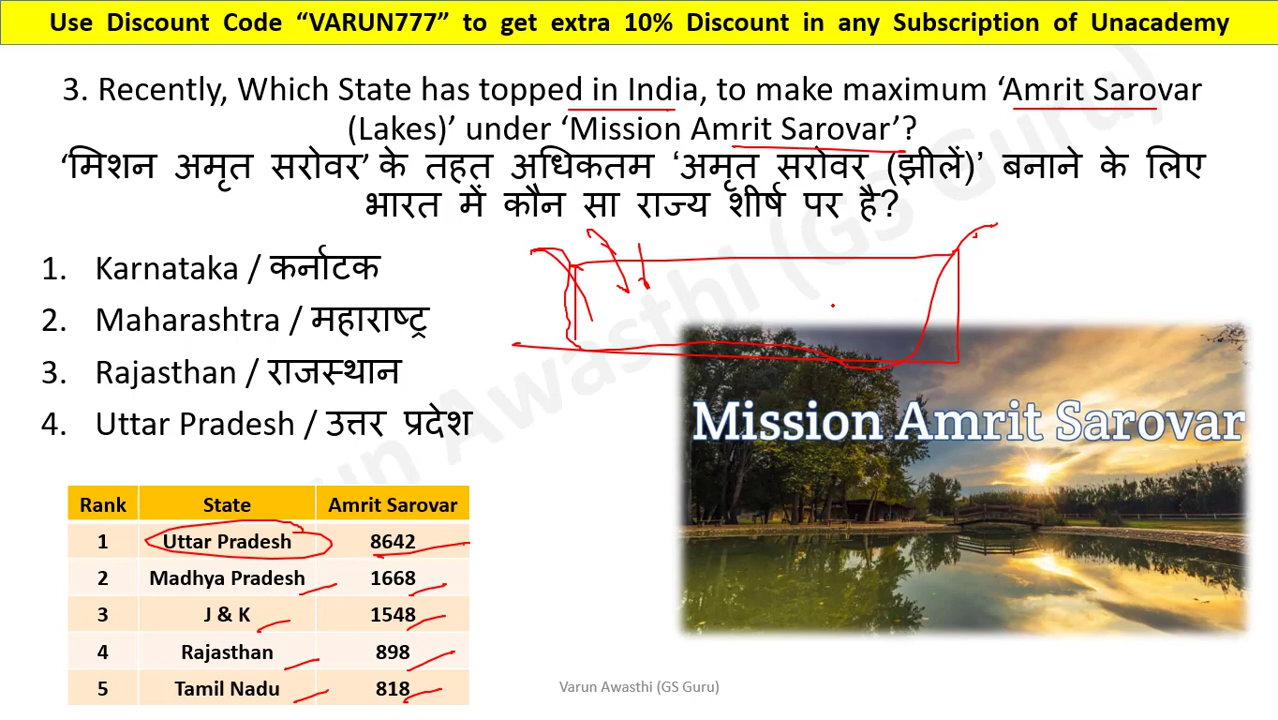 Use Discount Code “VARUN777” to get extra 10% Discount in any Subscription of Unacademy
3. Recently, Which State has topped in India, to make maximum ‘Amrit Sarovar
(Lakes)’ under ‘Mission Amrit Sarovar’?
‘मिशन अमृत सरोवर’ के तहत अधिकतम ‘अमृत सरोवर (झीलें)’ बनाने के लिए
भारत में कौन सा राज्य शीर्ष पर है?
1. Karnataka / कर्नाटक
2. Maharashtra / महाराष्ट्र
3. Rajasthan / राजस्थान
4. Uttar Pradesh / उत्तर प्रदेश
Mission Amrit Sarovar
Rank State Amrit Sarovar
1 Uttar Pradesh 8642
2 Madhya Pradesh 1668
3 J & K 1548
4 Rajasthan 898
5 Tamil Nadu 818
Varun Awasthi (GS Guru)
Varun Awasthi (GS Guru)